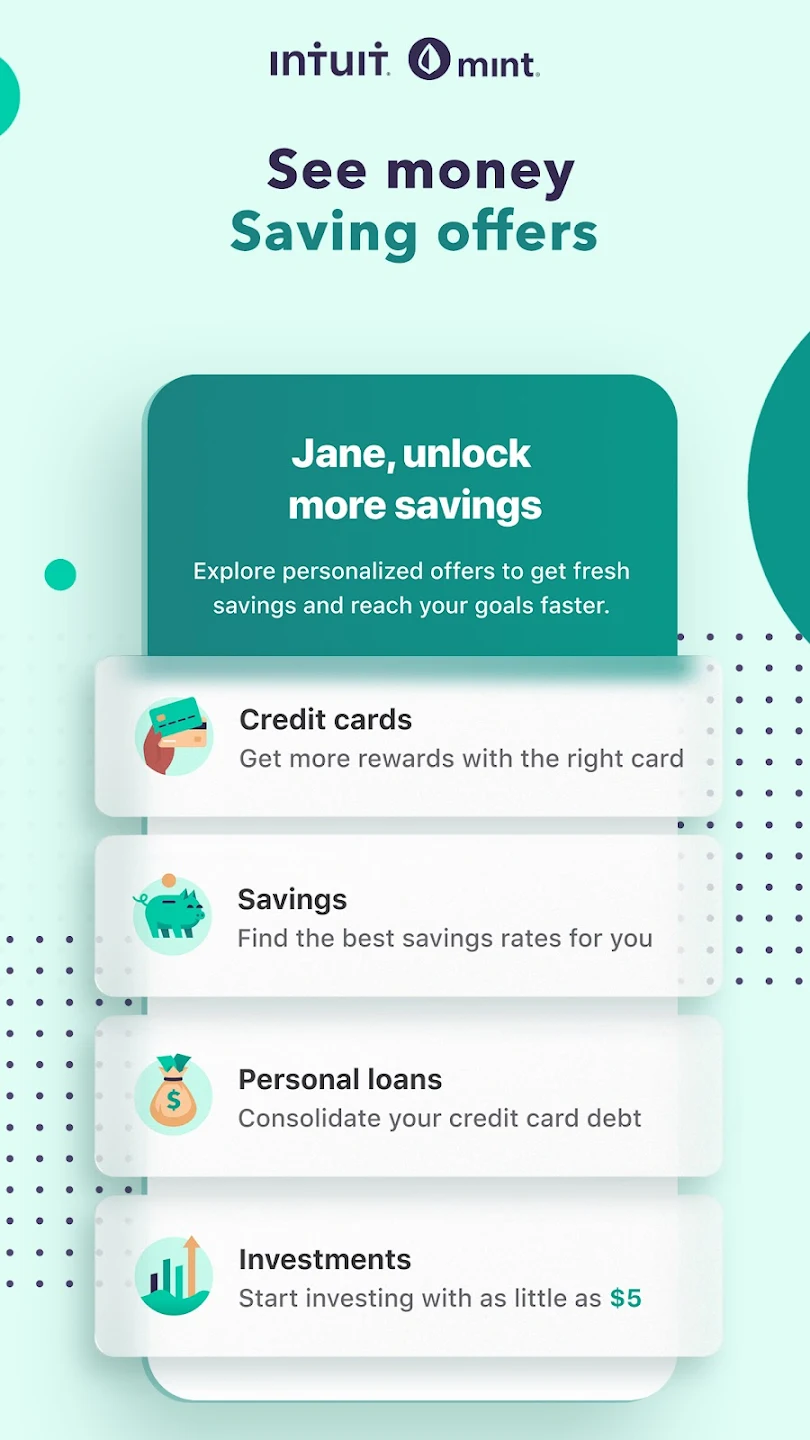 ıntuıt mınt
See money
Saving offers
Jane, unlock
more savings
Explore personalized offers to get fresh
savings and reach your goals faster.
Credit cards
Get more rewards with the right card
Savings
Find the best savings rates for you
$
Personal loans
Consolidate your credit card debt
Investments
Start investing with as little as $5